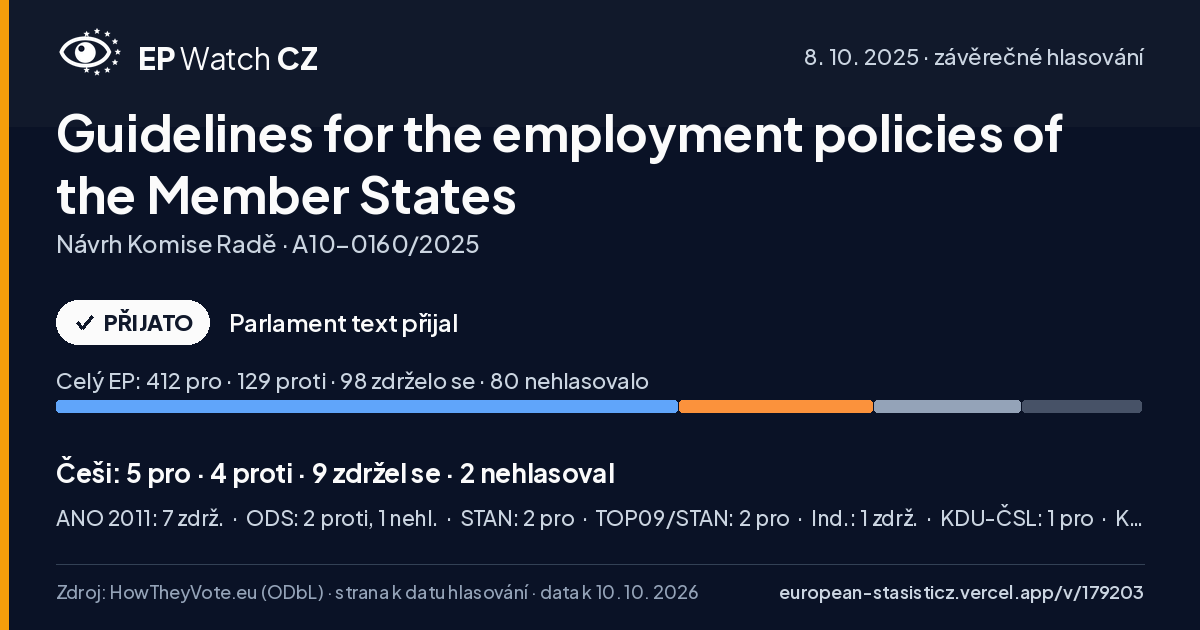 EP Watch CZ
8. 10. 2025 · závěrečné hlasování
Guidelines for the employment policies of
the Member States
Návrh Komise Radě · A10-0160/2025
✓ PŘIJATO
Parlament text přijal
Celý EP: 412 pro · 129 proti · 98 zdrželo se · 80 nehlasovalo
Češi: 5 pro · 4 proti · 9 zdržel se · 2 nehlasoval
ANO 2011: 7 zdrž. · ODS: 2 proti, 1 nehl. · STAN: 2 pro · TOP09/STAN: 2 pro · Ind.: 1 zdrž. · KDU-ČSL: 1 pro · K…
Zdroj: HowTheyVote.eu (ODbL) · strana k datu hlasování · data k 10. 10. 2026
european-stasisticz.vercel.app/v/179203